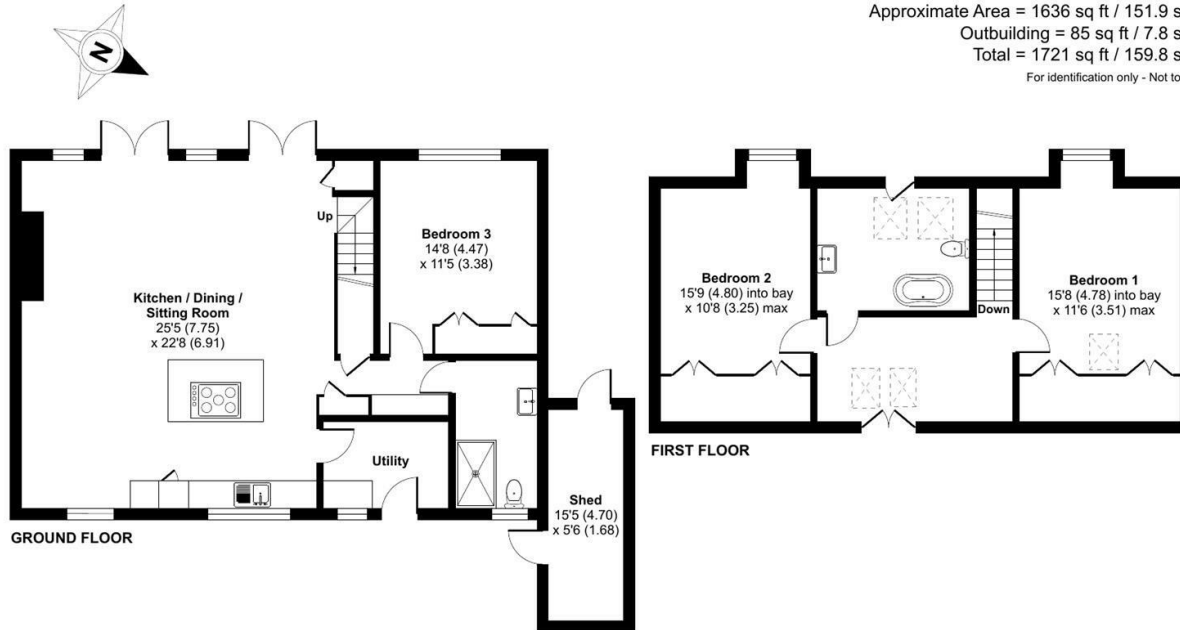 Approximate Area = 1636 sq ft / 151.9 s
Outbuilding = 85 sq ft / 7.8 s
Total = 1721 sq ft / 159.8 s
For identification only - Not to
N
Up
Bedroom 3
14'8 (4.47)
x 11'5 (3.38)
Kitchen / Dining /
Sitting Room
25'5 (7.75)
x 22'8 (6.91)
Utility
Shed
15'5 (4.70)
x 5'6 (1.68)
GROUND FLOOR
Bedroom 2
15'9 (4.80) into bay
x 10'8 (3.25) max
Down
Bedroom 1
15'8 (4.78) into bay
x 11'6 (3.51) max
FIRST FLOOR